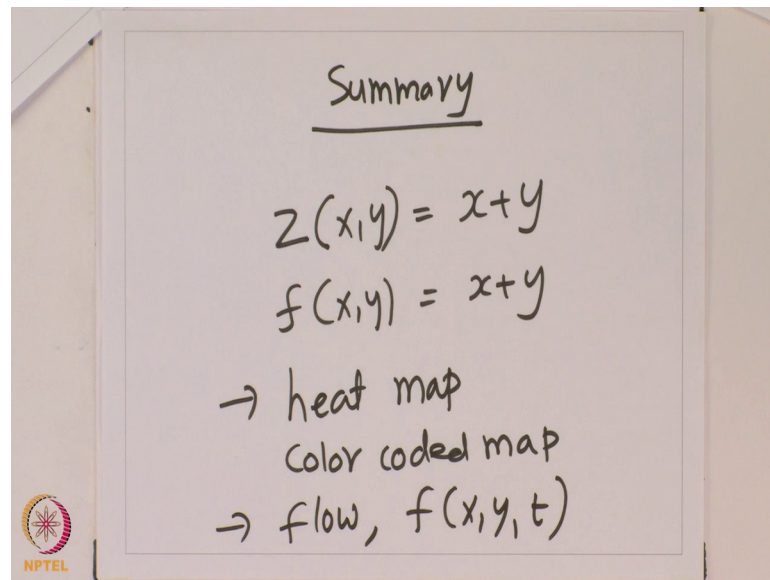 Summary
Z(x,y) = x+y
f(x,y) = x+y
→ heat map
color coded map
→ flow, f(x,y,t)
NPTEL